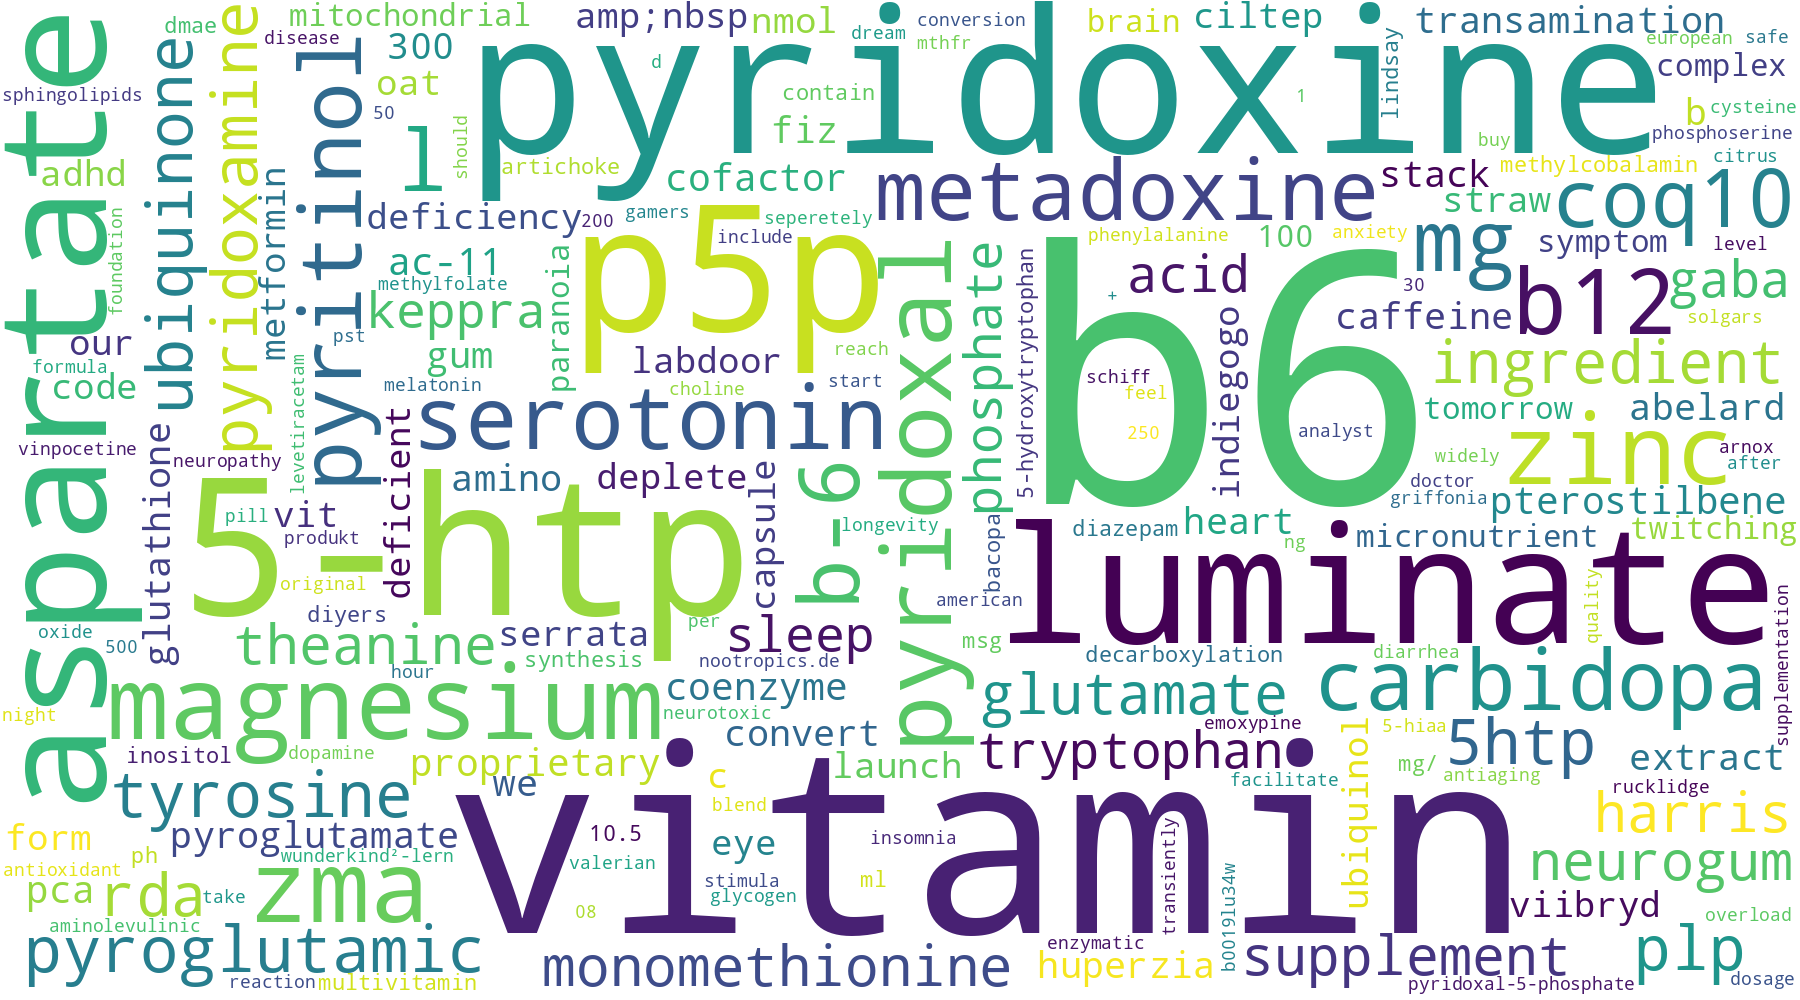 dmae
mitochondrial
amp;nbsp
nmol
conversion
brain
ciltep
transamination
disease
300
dream
mthfr
european
safe
aspartate
ubiquinone
pyridoxamine
pyritinol
pyridoxine
sphingolipids
oat
d
contain
1
lindsay
complex
50
l
should
fiz
buy
b
cysteine
phosphoserine
adhd
metformin
artichoke
cofactor
metadoxine
stack
methylcobalamin
citrus
foundation
deficiency
200
gamers
seperetely
straw
coq10
ac-11
paranoia
p5p
include
pyridoxal
phosphate
phenylalanine
100
anxiety
mg
symptom
level
methylfolate
5-hydroxytryptophan
+
acid
30
gaba
keppra
b6
indiegogo
caffeine
b12
solgars
our
pst
gum
labdoor
reach
formula
code
levetiracetam
melatonin
choline
start
schiff
feel
ingredient
vinpocetine
serotonin
250
analyst
tomorrow
abelard
neuropathy
deficient
zinc
widely
arnox
after
glutathione
5-htp
amino
deplete
capsule
b-6
doctor
griffonia
pterostilbene
pill
vit
longevity
bacopa
diazepam
heart
twitching
produkt
ng
micronutrient
original
luminate
quality
supplementation
diyers
american
oxide
500
theanine
serrata
per
sleep
msg
synthesis
nootropics.de
decarboxylation
diarrhea
hour
magnesium
coenzyme
glutamate
carbidopa
night
neurotoxic
emoxypine
ubiquinol
5-hiaa
inositol
dopamine
convert
tryptophan
5htp
extract
proprietary
launch
mg/
antiaging
tyrosine
we
c
facilitate
rucklidge
blend
vitamin
harris
form
pyroglutamate
10.5
eye
insomnia
transiently
ph
wunderkind²-lern
valerian
antioxidant
neurogum
pca
rda
take
zma
stimula
ml
glycogen
b0019lu34w
viibryd
08
overload
aminolevulinic
pyroglutamic
enzymatic
monomethionine
huperzia
supplement
plp
reaction
multivitamin
pyridoxal-5-phosphate
dosage